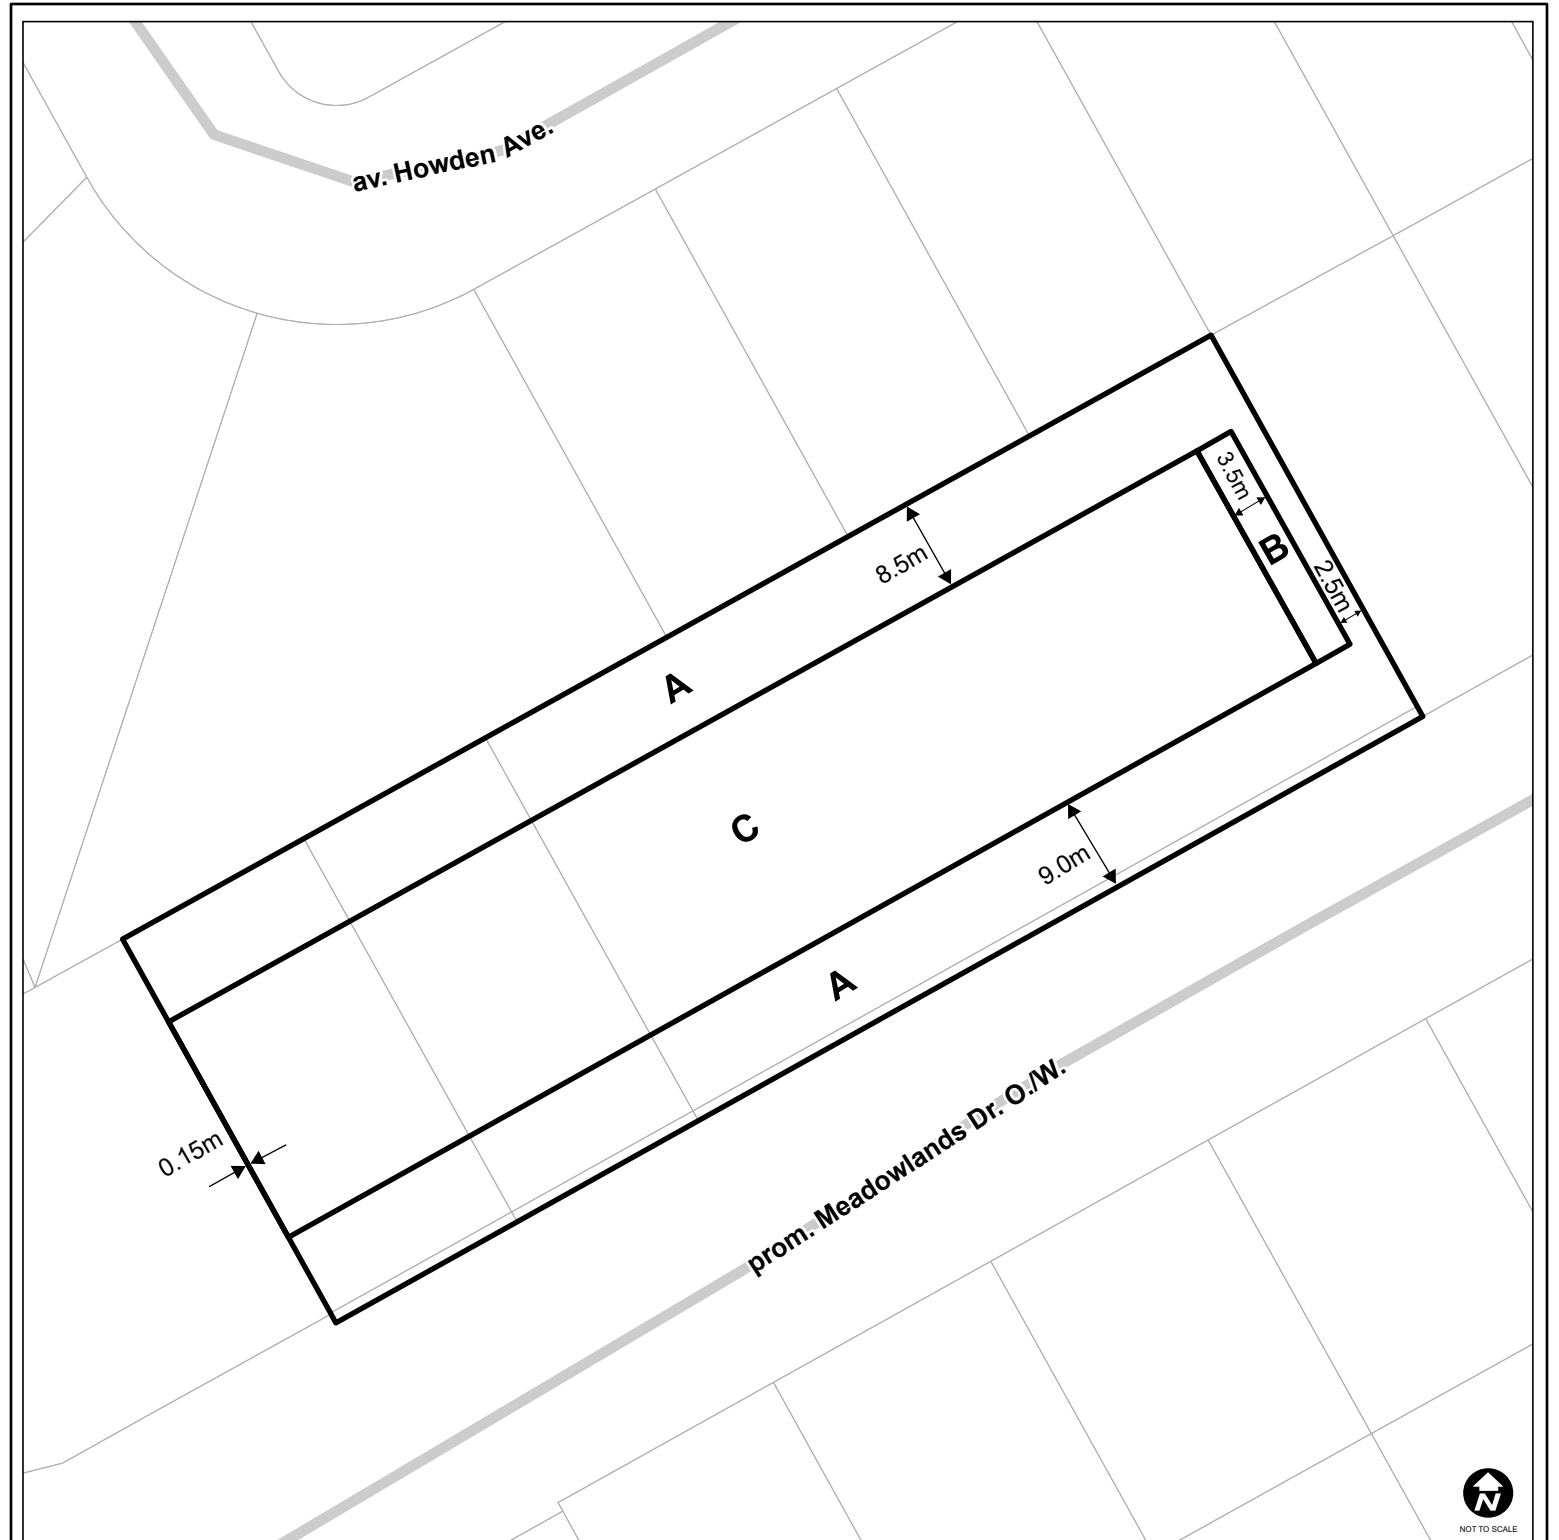 av. Howden Ave.
3.5m
B
8.5m
2.5m
A
C
9.0m
A
prom. Meadowlands Dr. O./W.
0.15m
N
NOT TO SCALE